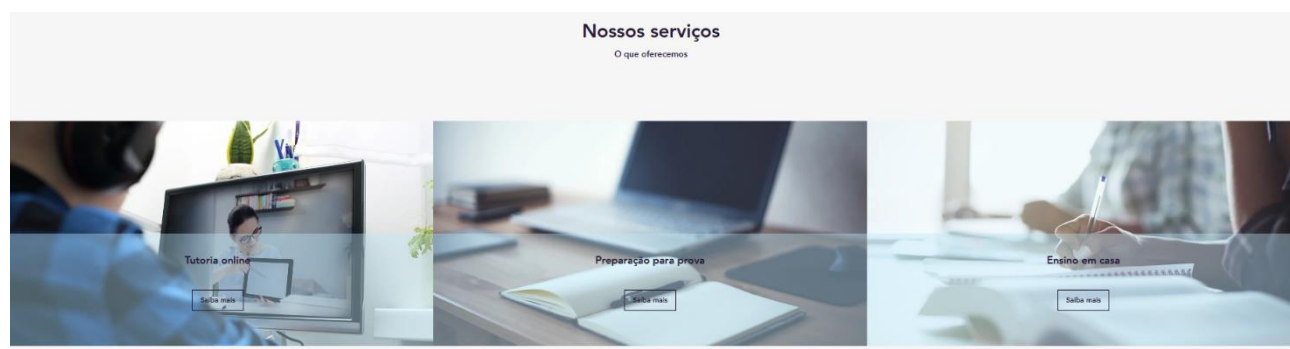 Nossos serviços
O que oferecemos
Tutoria online
Preparação para prova
Ensino em casa
Saiba mais
Saiba mais
Saiba mais